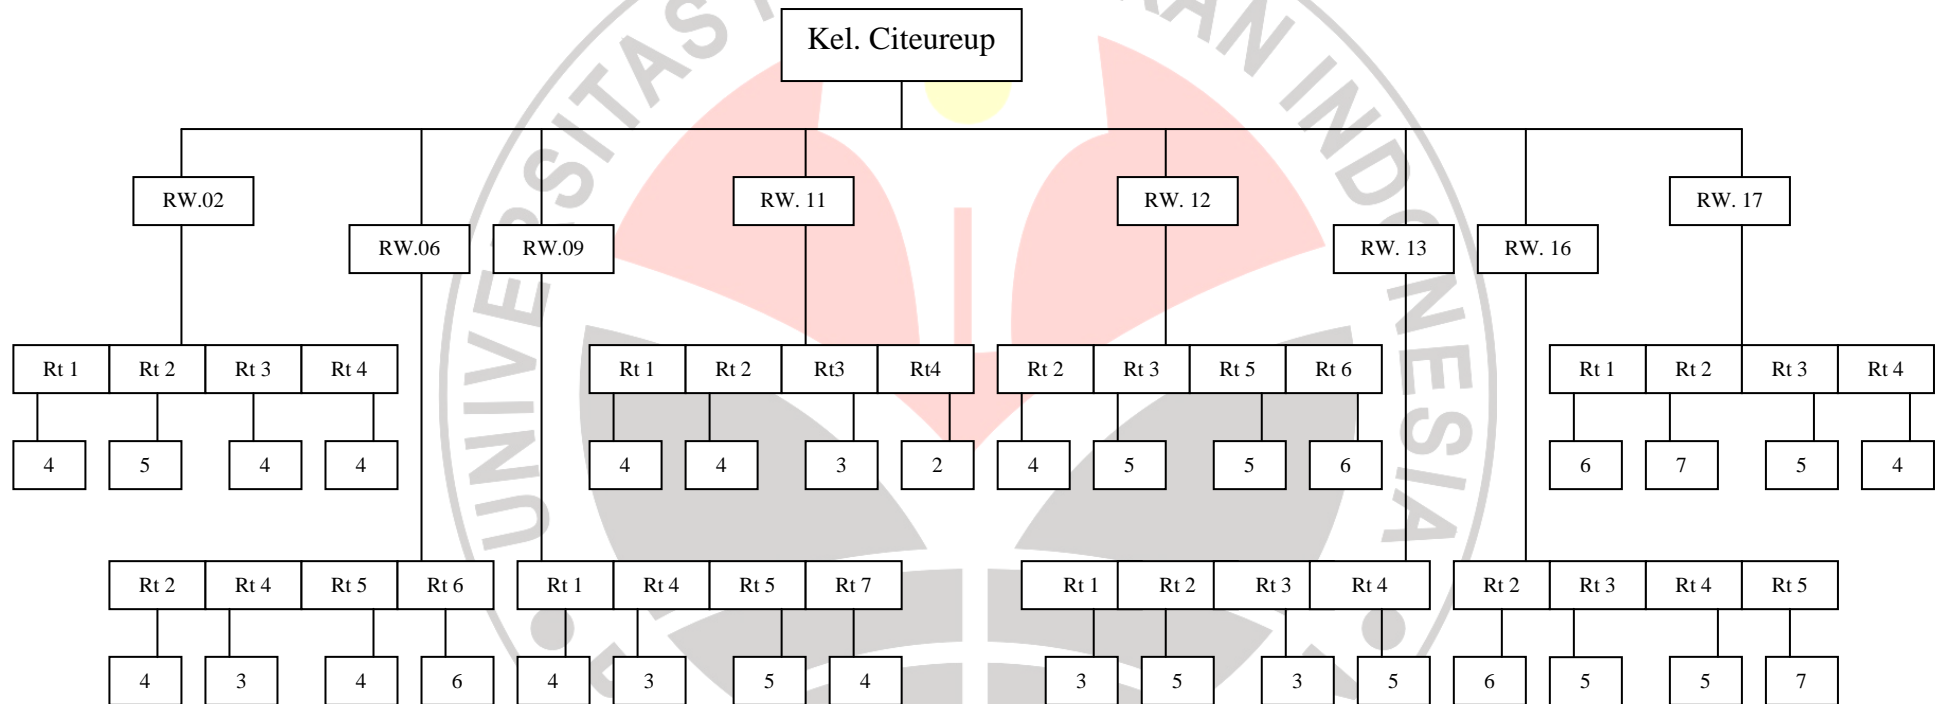 Kel. Citeureup
RW.02
RW. 11
RW. 12
RW. 17
RW.06
RW.09
RW. 13
RW. 16
Rt 1 Rt 2 Rt 3 Rt 4
Rt 1 Rt 2 Rt3 Rt4
Rt 2 Rt 3 Rt 5 Rt 6
Rt 1 Rt 2 Rt 3 Rt 4
4 5 4 4
4 4 3 2
4 5 5 6
6 7 5 4
Rt 2 Rt 4 Rt 5 Rt 6
Rt 1 Rt 4 Rt 5 Rt 7
Rt 1 Rt 2 Rt 3 Rt 4
Rt 2 Rt 3 Rt 4 Rt 5
4 3 4 6
4 3 5 4
3 5 3 5
6 5 5 7
UNIVERSITAS
INDONESIA